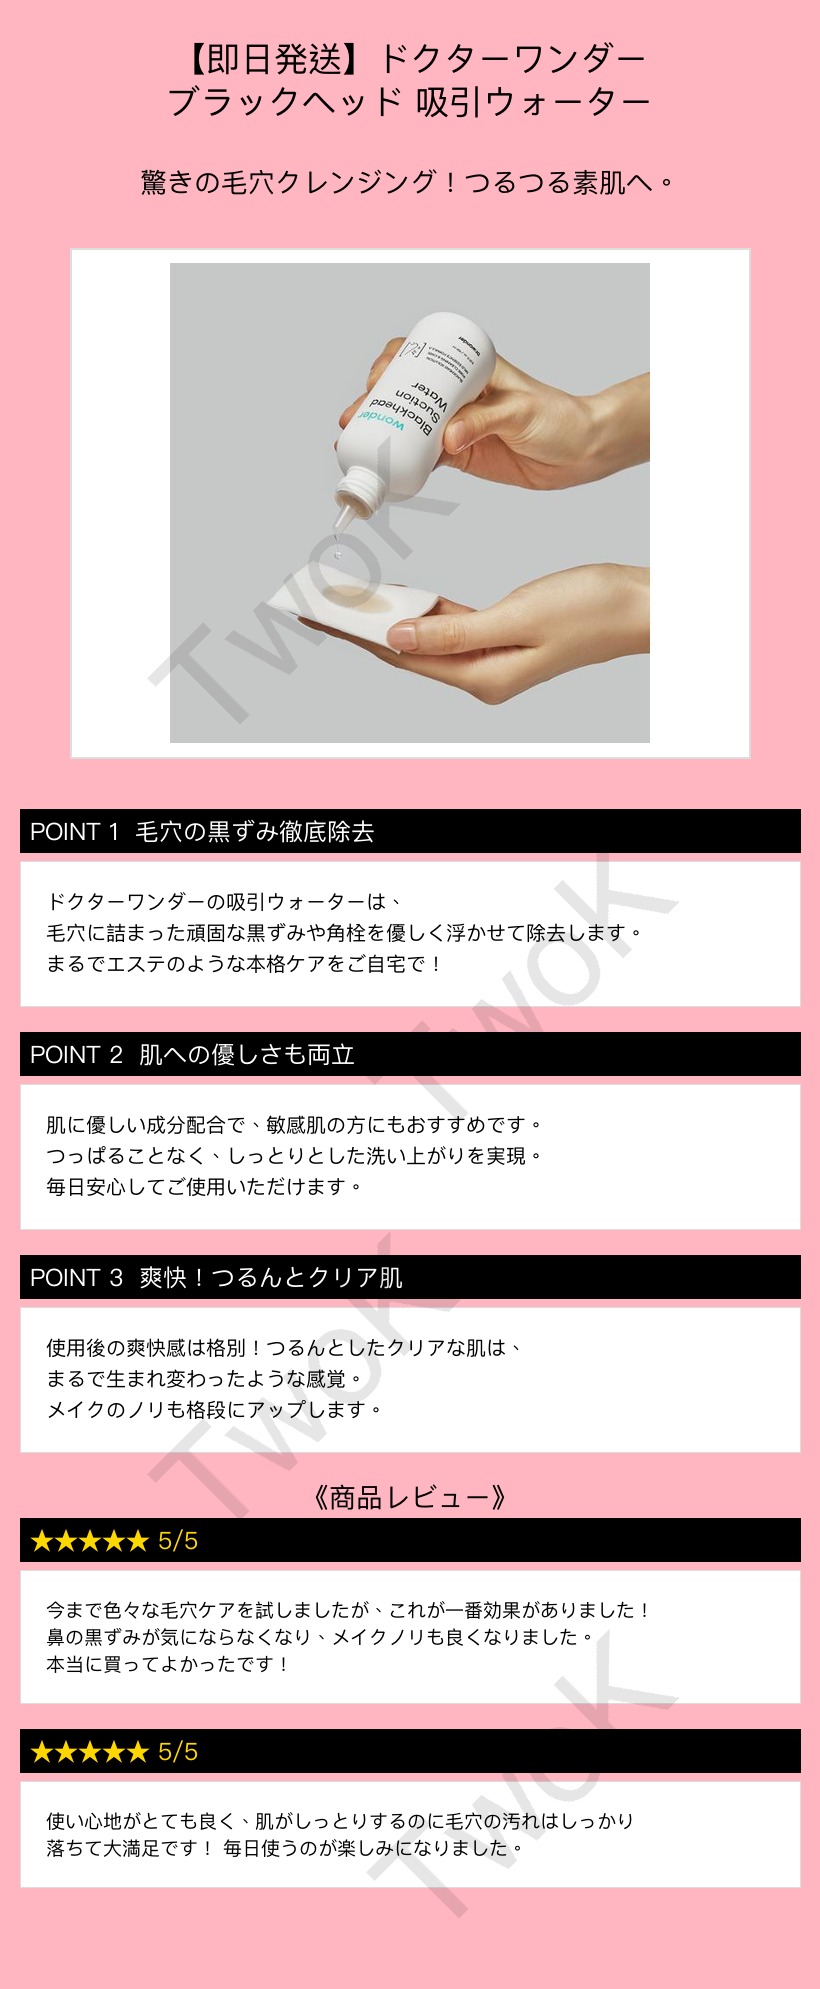 【即日発送】ドクターワンダー
ブラックヘッド 吸引ウォーター
驚きの毛穴クレンジング！つるつる素肌へ。
wonder
Blackhead
Suction
Water
TwoK
POINT 1 毛穴の黒ずみ徹底除去
ドクターワンダーの吸引ウォーターは、
毛穴に詰まった頑固な黒ずみや角栓を優しく浮かせて除去します。
まるでエステのような本格ケアをご自宅で！
TwoK
POINT 2 肌への優しさも両立
肌に優しい成分配合で、敏感肌の方にもおすすめです。
つっぱることなく、しっとりとした洗い上がりを実現。
毎日安心してご使用いただけます。
POINT 3 爽快！つるんとクリア肌
使用後の爽快感は格別！つるんとしたクリアな肌は、
まるで生まれ変わったような感覚。
メイクのノリも格段にアップします。
TwoK
《商品レビュー》
★★★★★ 5/5
今まで色々な毛穴ケアを試しましたが、これが一番効果がありました！
鼻の黒ずみが気にならなくなり、メイクノリも良くなりました。
本当に買ってよかったです！
★★★★★ 5/5
使い心地がとても良く、肌がしっとりするのに毛穴の汚れはしっかり
落ちて大満足です！ 毎日使うのが楽しみになりました。
TwoK